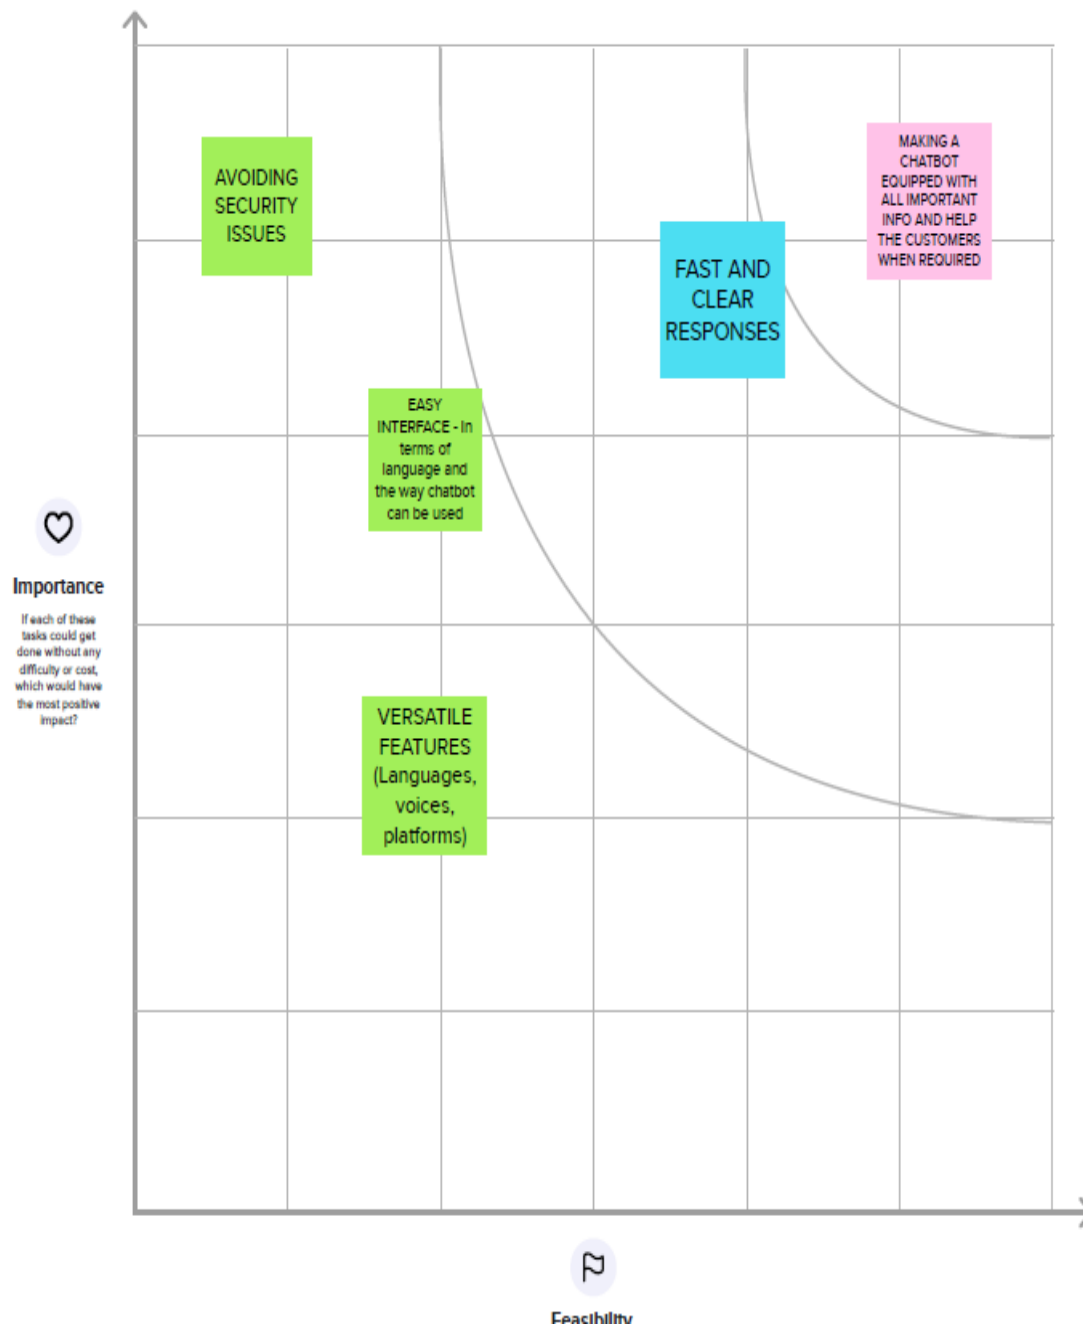 AVOIDING
SECURITY
ISSUES
MAKING A
CHATBOT
EQUIPPED WITH
ALL IMPORTANT
INFO AND HELP
THE CUSTOMERS
WHEN REQUIRED
FAST AND
CLEAR
RESPONSES
EASY
INTERFACE - In
terms of
language and
the way chatbot
can be used
Importance
If each of these
tasks could get
done without any
difficulty or cost,
which would have
the most positive
impact?
VERSATILE
FEATURES
(Languages,
voices,
platforms)
Feasibility